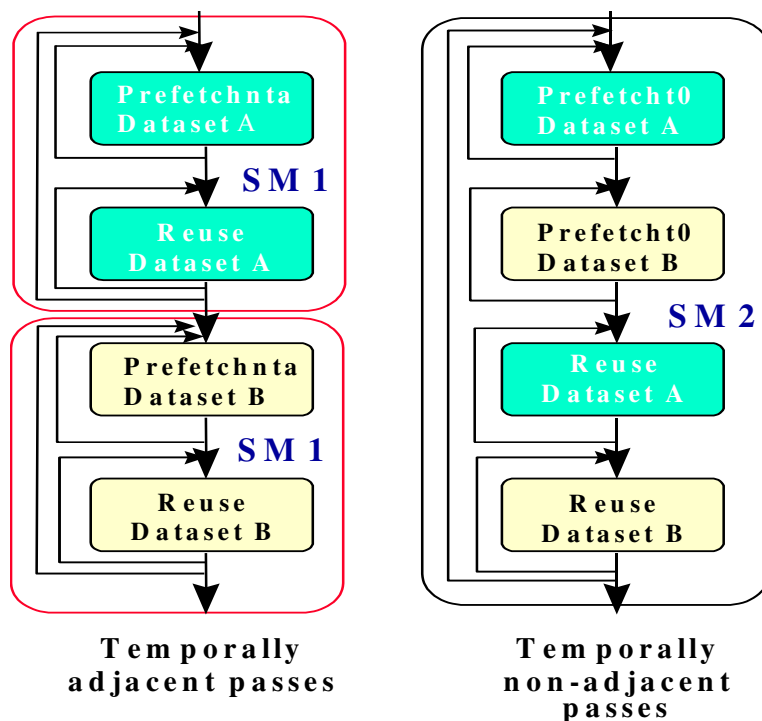 Prefetchnta
Dataset A
SM 1
Reuse
Dataset A
Prefetchnta
Dataset B
SM 1
Reuse
Dataset B
Temporally
adjacent passes
Prefetcht0
Dataset A
Prefetcht0
Dataset B
SM 2
Reuse
Dataset A
Reuse
Dataset B
Temporally
non-adjacent
passes